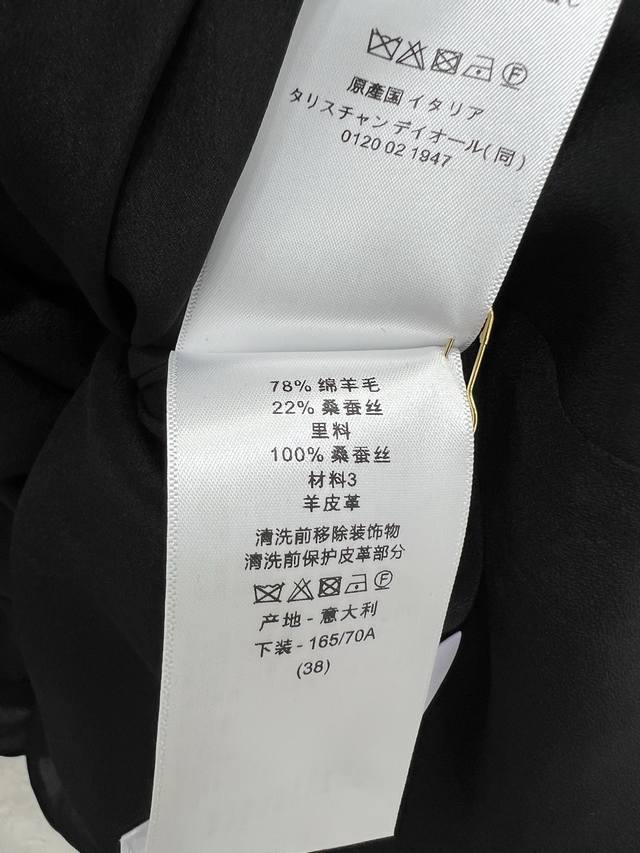 原產国 イタリア
タリスチャン ディオール(同)
0120 02 1947
78% 绵羊毛
22% 桑蚕丝
里料
100% 桑蚕丝
材料3
羊皮革
清洗前移除装饰物
清洗前保护皮革部分
产地 - 意大利
下装 - 165/70A
(38)